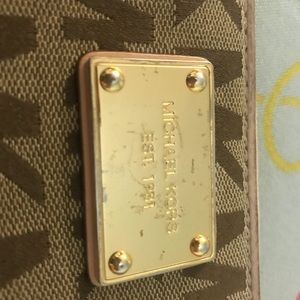 MICHAEL KORS
EST. 1981